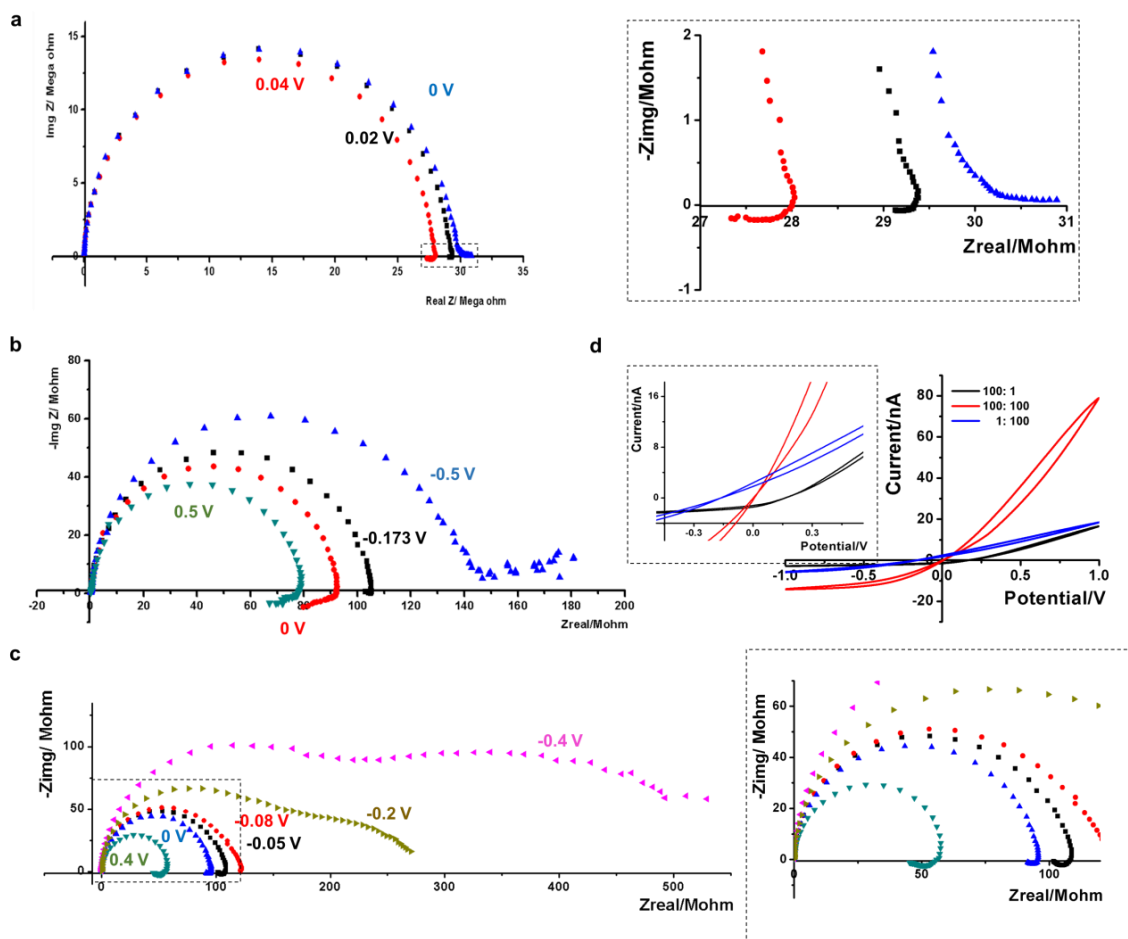 a
Img Z/ Mega ohm
15
10
5
0
0
5
10
15
20
25
30
35
Real Z/ Mega ohm
0.04 V
0 V
0.02 V
-Zimg/Mohm
2
1
0
-1
27
28
29
30
31
Zreal/Mohm
b
-Img Z/ Mohm
80
60
40
20
0
-20
0
20
40
60
80
100
120
140
160
180
200
Zreal/Mohm
-0.5 V
0.5 V
-0.173 V
0 V
d
Current/nA
16
8
0
-0.3
0.0
0.3
Potential/V
Current/nA
80
60
40
20
0
-20
-1.0
-0.5
0.0
0.5
1.0
Potential/V
100: 1
100: 100
1: 100
c
-Zimg/ Mohm
100
50
0
0
100
200
300
400
500
Zreal/Mohm
-0.4 V
-0.2 V
-0.08 V
0 V
-0.05 V
0.4 V
-Zimg/ Mohm
60
40
20
0
0
50
100
Zreal/Mohm